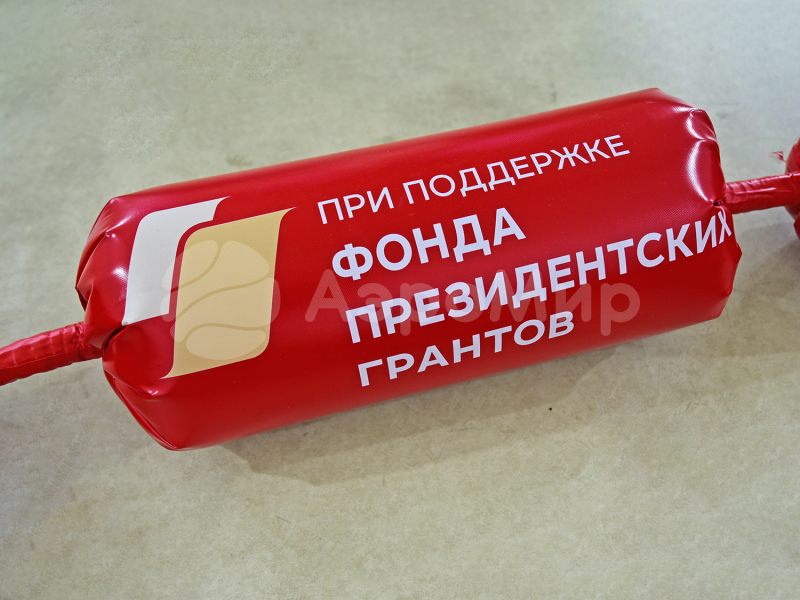 ПРИ ПОДДЕРЖКЕ
ФОНДА
ПРЕЗИДЕНТСКИХ
ГРАНТОВ
АэроМир